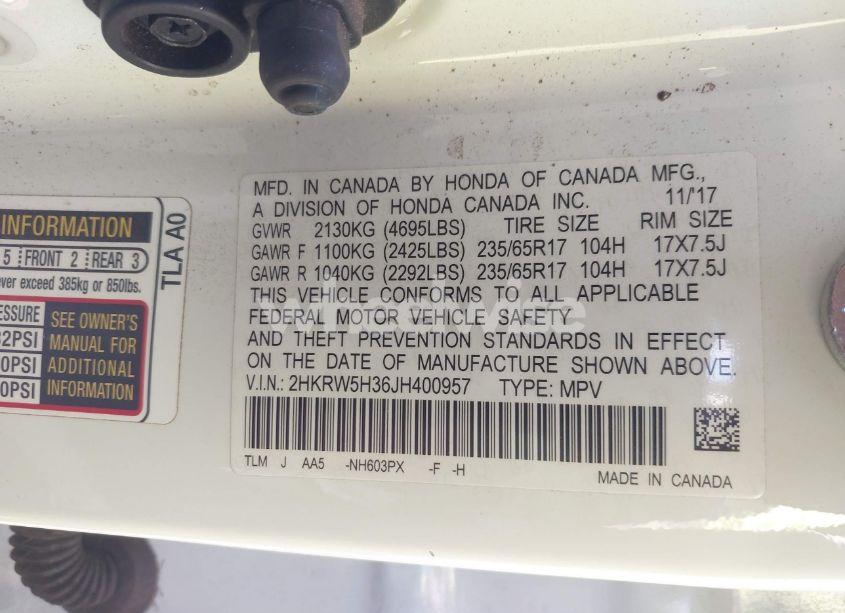 INFORMATION
5 FRONT 2 REAR 3
ever exceed 385kg or 850lbs.
ESSURE
32PSI
0PSI
0PSI
SEE OWNER'S
MANUAL FOR
ADDITIONAL
INFORMATION
TLA A0
MFD. IN CANADA BY HONDA OF CANADA MFG.,
A DIVISION OF HONDA CANADA INC. 11/'17
GVWR 2130KG (4695LBS) TIRE SIZE RIM SIZE
GAWR F 1100KG (2425LBS) 235/65R17 104H 17X7.5J
GAWR R 1040KG (2292LBS) 235/65R17 104H 17X7.5J
THIS VEHICLE CONFORMS TO ALL APPLICABLE
FEDERAL MOTOR VEHICLE SAFETY
AND THEFT PREVENTION STANDARDS IN EFFECT
ON THE DATE OF MANUFACTURE SHOWN ABOVE.
V.I.N.: 2HKRW5H36JH400957 TYPE: MPV
TLM J AA5 -NH603PX -F -H
MADE IN CANADA